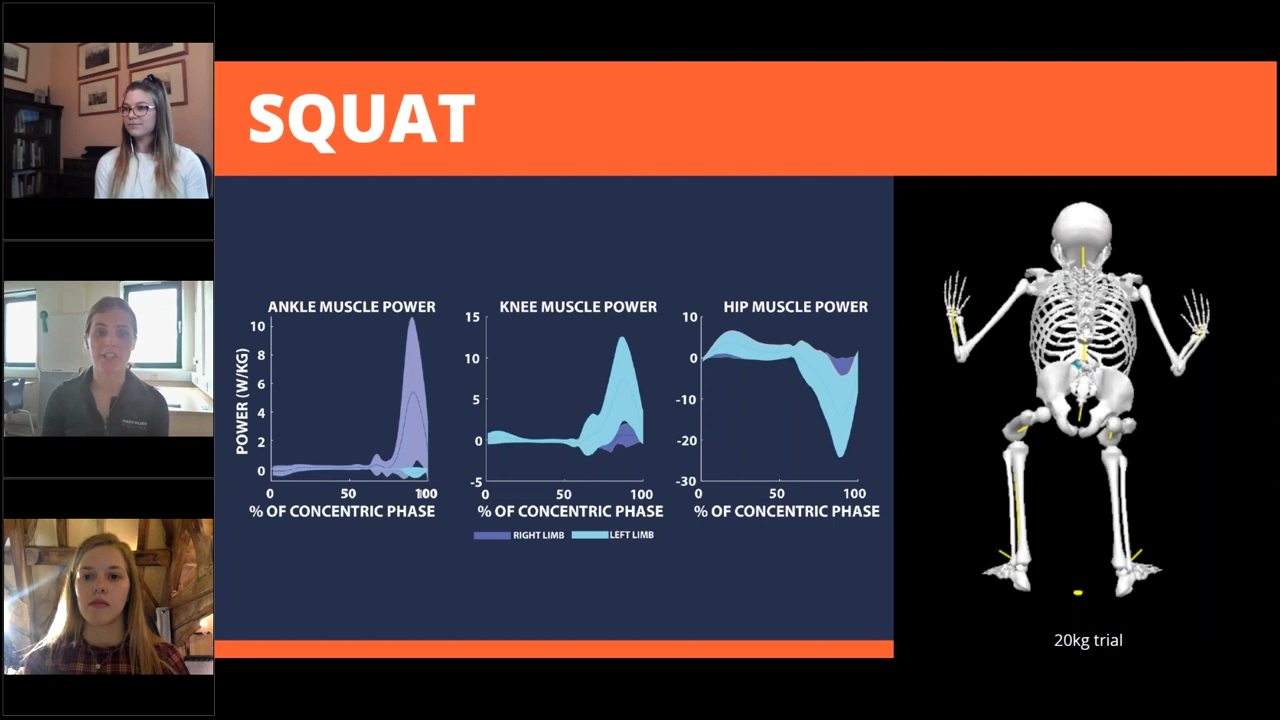 SQUAT
ANKLE MUSCLE POWER
KNEE MUSCLE POWER
HIP MUSCLE POWER
POWER (W/KG)
10
8
6
4
2
0
0 50 100
% OF CONCENTRIC PHASE
15
10
5
0
-5
0 50 100
% OF CONCENTRIC PHASE
10
0
-10
-20
-30
0 50 100
% OF CONCENTRIC PHASE
RIGHT LIMB LEFT LIMB
20kg trial